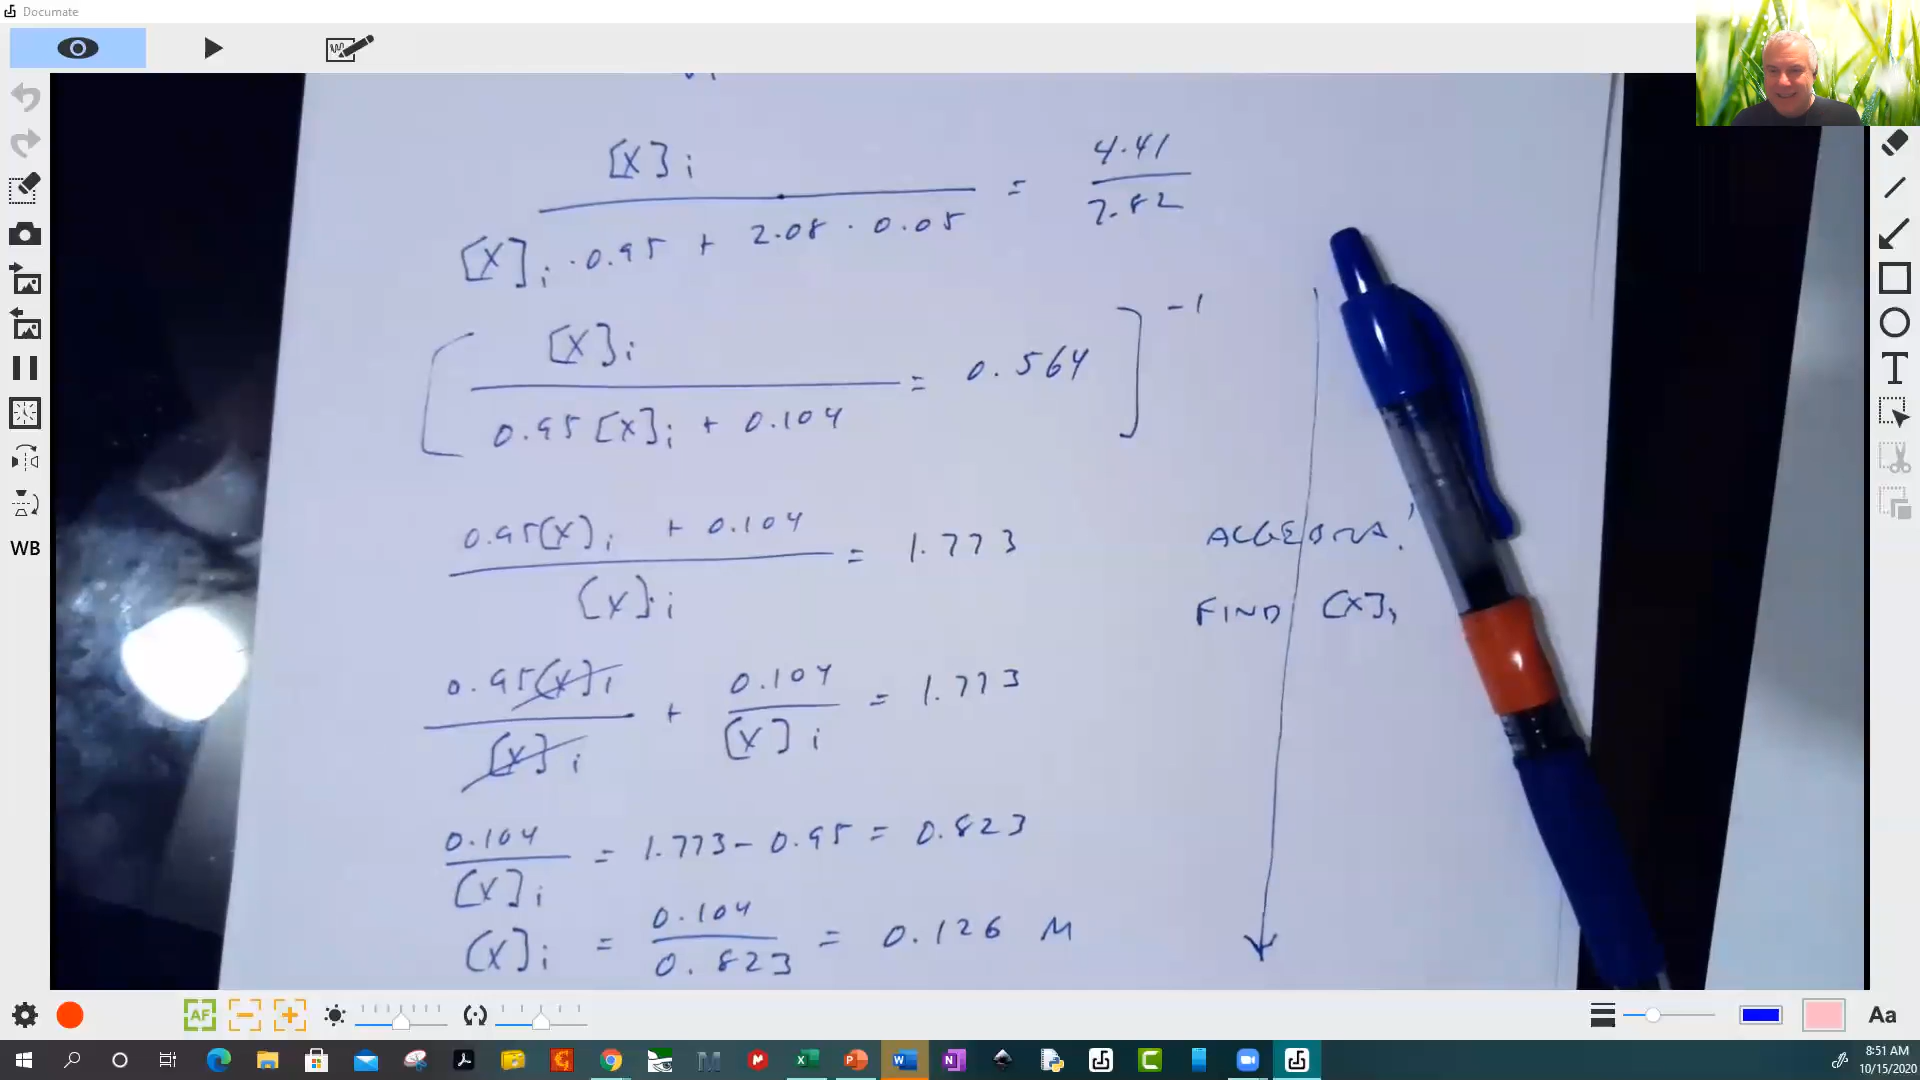 Documate
[X]i / [X]i · 0.95 + 2.08 · 0.05 = 4.41 / 7.82
[ [X]i / 0.95[X]i + 0.104 = 0.564 ]^-1
0.95[X]i + 0.104 / [X]i = 1.773
ALGEBRA!
FIND [X]i
0.95[X]i / [X]i + 0.104 / [X]i = 1.773
0.104 / [X]i = 1.773 - 0.95 = 0.823
[X]i = 0.104 / 0.823 = 0.126 M
WB
T
AF
Aa
8:51 AM
10/15/2020